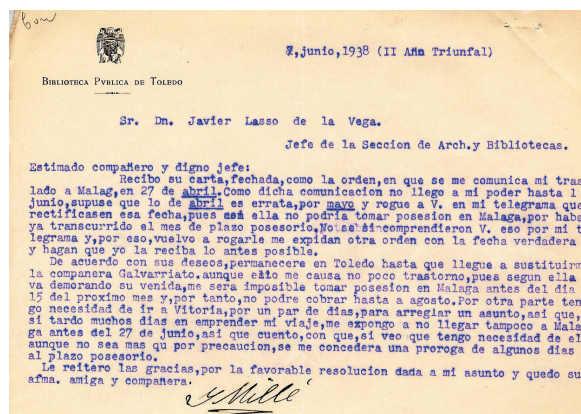 7,junio,1938 (II Año Triunfal)
BIBLIOTECA PVBLICA DE TOLEDO
Sr. Dn. Javier Lasso de la Vega.
Jefe de la Seccion de Arch.y Bibliotecas.
Estimado compañero y digno jefe:
Recibo su carta,fechada,como la orden,en que se me comunica mi tras
lado a Malag,en 27 de abril.Como dicha comunicacion no llego a mi poder hasta 1
junio,supuse que lo de abril es errata,por mayo y rogue a V. en mi telegrama que
rectificasen esa fecha,pues con ella no podria tomar posesion en Malaga,por habe
ya transcurrido el mes de plazo posesorio.No se si comprendieron V. eso por mi t
legrama y,por eso,vuelvo a rogarle me expidan otra orden con la fecha verdadera
y hagan que yo la reciba lo antes posible.
De acuerdo con sus deseos,permanecere en Toledo hasta que llegue a sustituirm
la companera Galvarriato.aunque esto me causa no poco trastorno,pues segun ella
va demorando su venida,me sera imposible tomar posesion en Malaga antes del dia
15 del proximo mes y,por tanto,no podre cobrar hasta a agosto.Por otra parte ten
go necesidad de ir a Vitoria,por un par de dias,para arreglar un asunto,asi que,
si tardo muchos dias en emprender mi viaje,me expongo a no llegar tampoco a Mala
ga antes del 27 de junio,asi que cuento,con que,si veo que tengo necesidad de el
aunque no sea mas qu por precaucion,se me concedera una proroga de algunos dias
al plazo posesorio.
Le reitero las gracias,por la favorable resolucion dada a mi asunto y quedo su
afma. amiga y compañera.
Y Millé